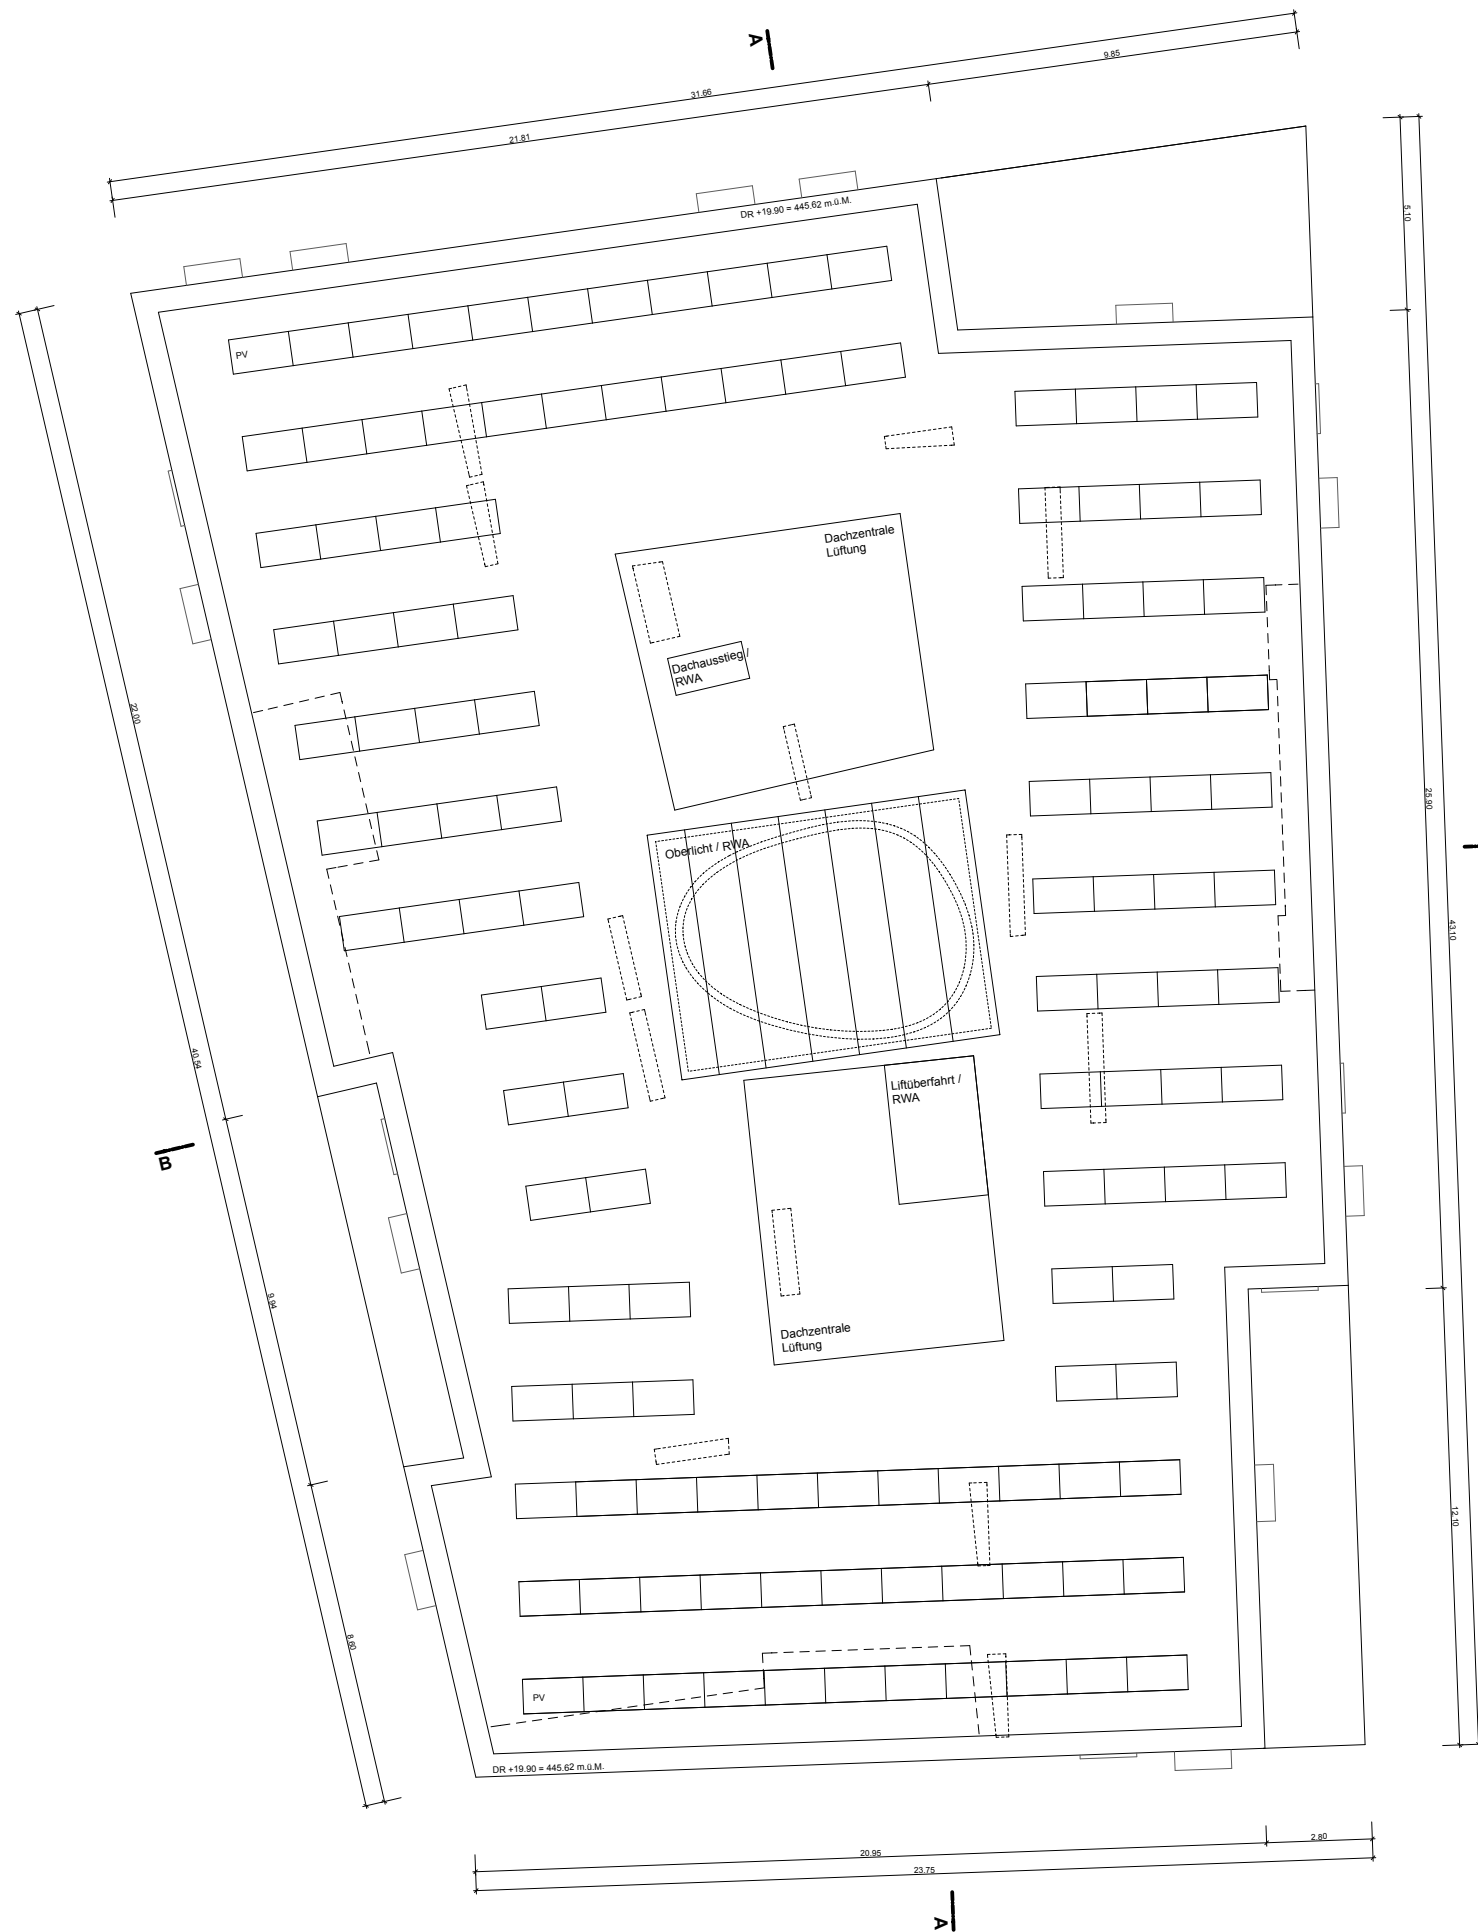 A
9.85
31.66
21.81
5.10
DR +19.90 = 445.62 m.ü.M.
PV
Dachzentrale
Lüftung
Dachausstieg /
RWA
22.00
25.90
Oberlicht / RWA
43.10
40.54
Liftüberfahrt /
RWA
B
9.94
Dachzentrale
Lüftung
12.10
8.60
PV
DR +19.90 = 445.62 m.ü.M.
2.80
20.95
23.75
A